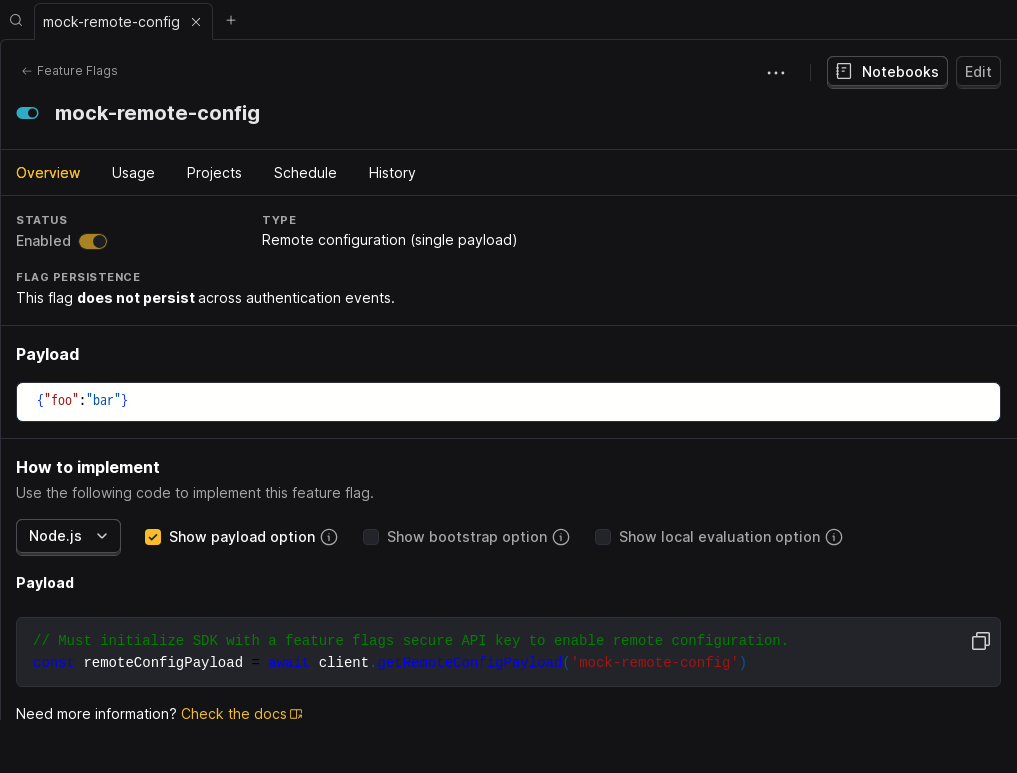 mock-remote-config
Feature Flags
Notebooks
Edit
mock-remote-config
Overview Usage Projects Schedule History
STATUS
Enabled
TYPE
Remote configuration (single payload)
FLAG PERSISTENCE
This flag does not persist across authentication events.
Payload
{"foo":"bar"}
How to implement
Use the following code to implement this feature flag.
Node.js
Show payload option
Show bootstrap option
Show local evaluation option
Payload
// Must initialize SDK with a feature flags secure API key to enable remote configuration.
const remoteConfigPayload = await client.getRemoteConfigPayload('mock-remote-config')
Need more information? Check the docs